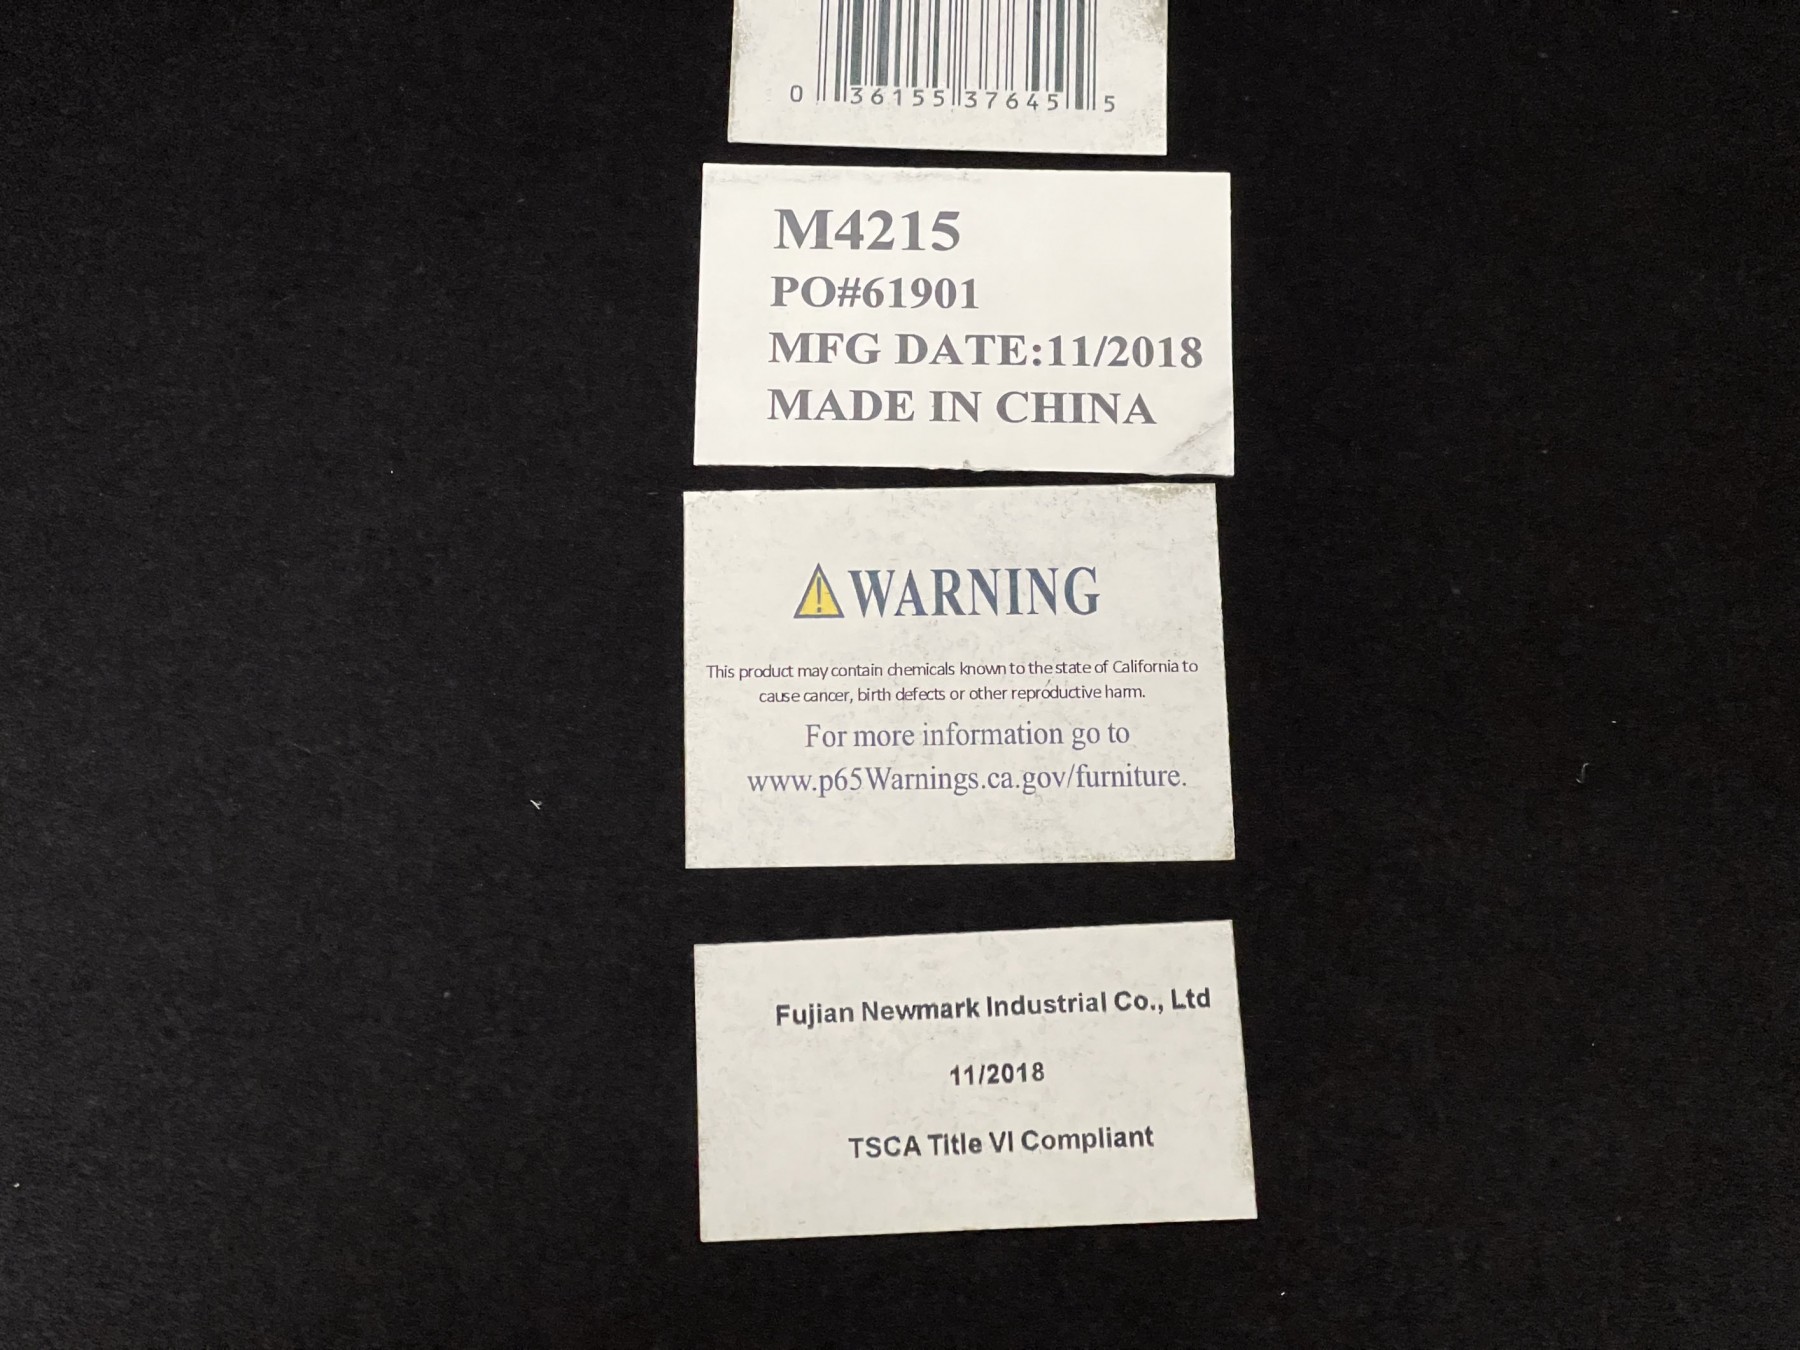 0 36155 37645 5
M4215
PO#61901
MFG DATE:11/2018
MADE IN CHINA
WARNING
This product may contain chemicals known to the state of California to
cause cancer, birth defects or other reproductive harm.
For more information go to
www.p65Warnings.ca.gov/furniture.
Fujian Newmark Industrial Co., Ltd
11/2018
TSCA Title VI Compliant